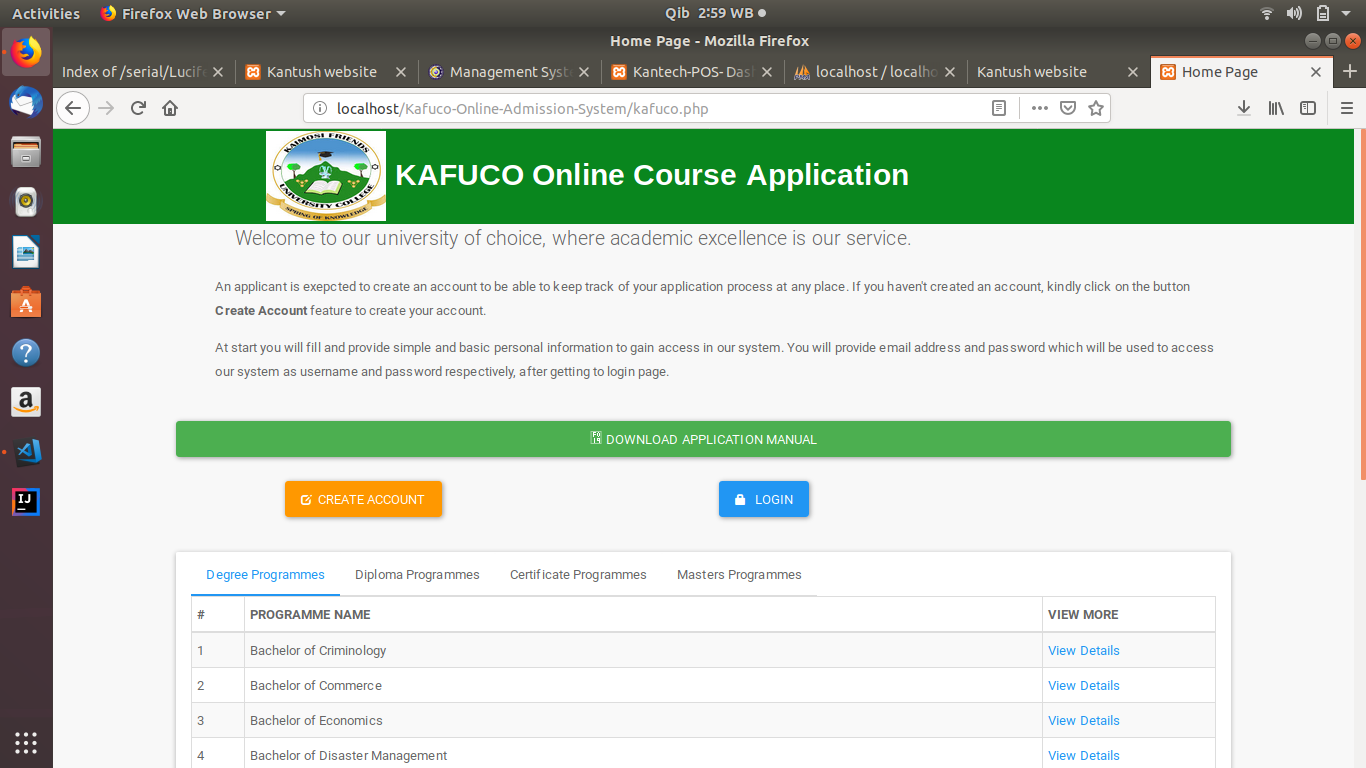 Activities
Firefox Web Browser
Qib 2:59 WB
Home Page - Mozilla Firefox
Index of /serial/Lucife
Kantush website
Management Syst
Kantech-POS- Das
localhost / localho
Kantush website
Home Page
localhost/Kafuco-Online-Admission-System/kafuco.php
KAIMOSI FRIENDS
UNIVERSITY COLLEGE
SPRING OF KNOWLEDGE
KAFUCO Online Course Application
Welcome to our university of choice, where academic excellence is our service.
An applicant is exepcted to create an account to be able to keep track of your application process at any place. If you haven't created an account, kindly click on the button
Create Account feature to create your account.
At start you will fill and provide simple and basic personal information to gain access in our system. You will provide email address and password which will be used to access
our system as username and password respectively, after getting to login page.
DOWNLOAD APPLICATION MANUAL
CREATE ACCOUNT
LOGIN
Degree Programmes
Diploma Programmes
Certificate Programmes
Masters Programmes
# PROGRAMME NAME VIEW MORE
1 Bachelor of Criminology View Details
2 Bachelor of Commerce View Details
3 Bachelor of Economics View Details
4 Bachelor of Disaster Management View Details